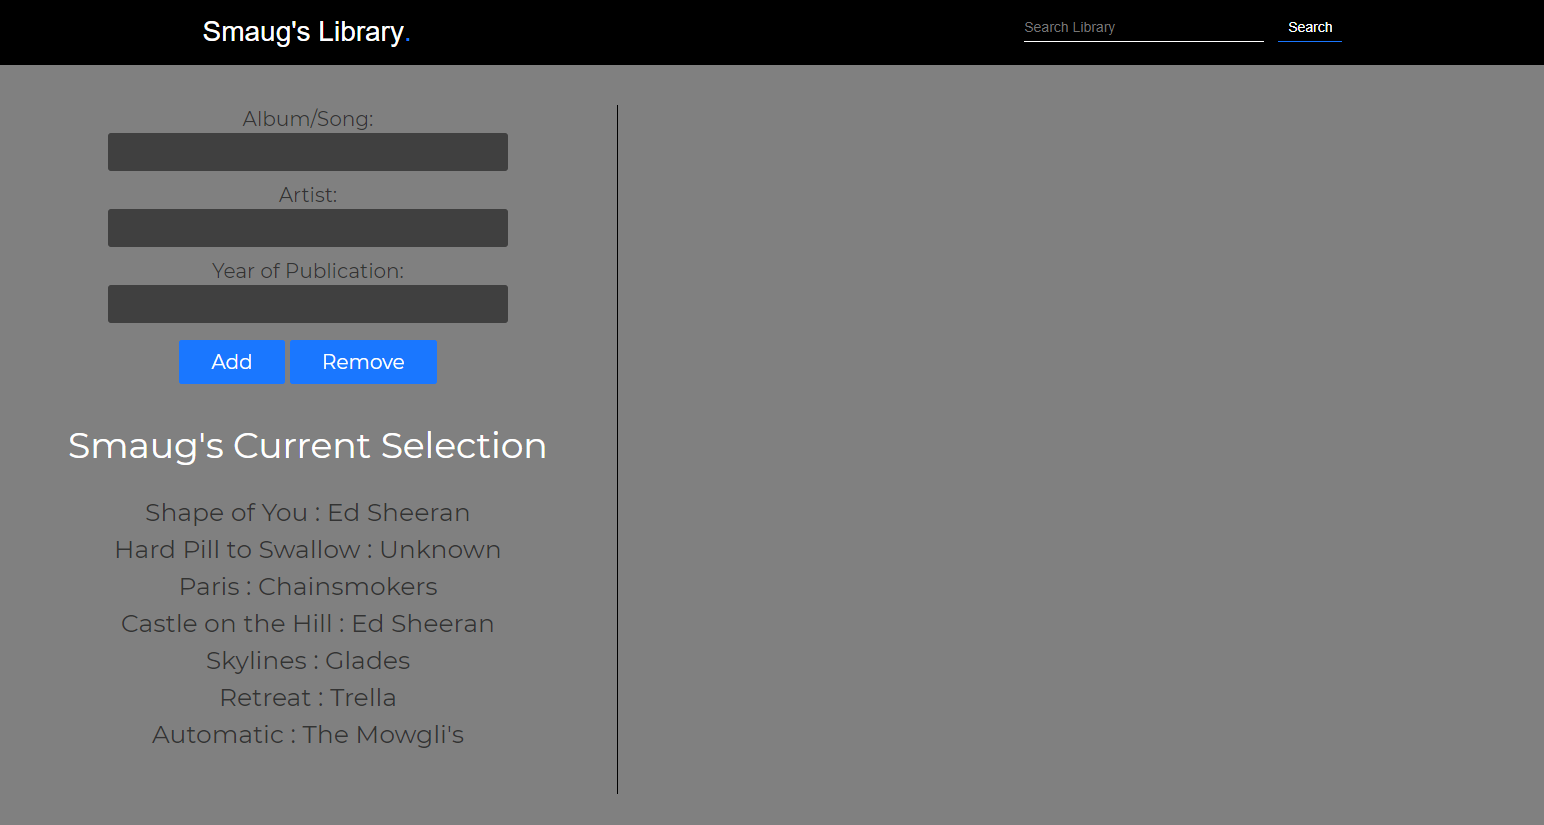 Smaug's Library.
Search Library
Search
Album/Song:
Artist:
Year of Publication:
Add
Remove
Smaug's Current Selection
Shape of You : Ed Sheeran
Hard Pill to Swallow : Unknown
Paris : Chainsmokers
Castle on the Hill : Ed Sheeran
Skylines : Glades
Retreat : Trella
Automatic : The Mowgli's